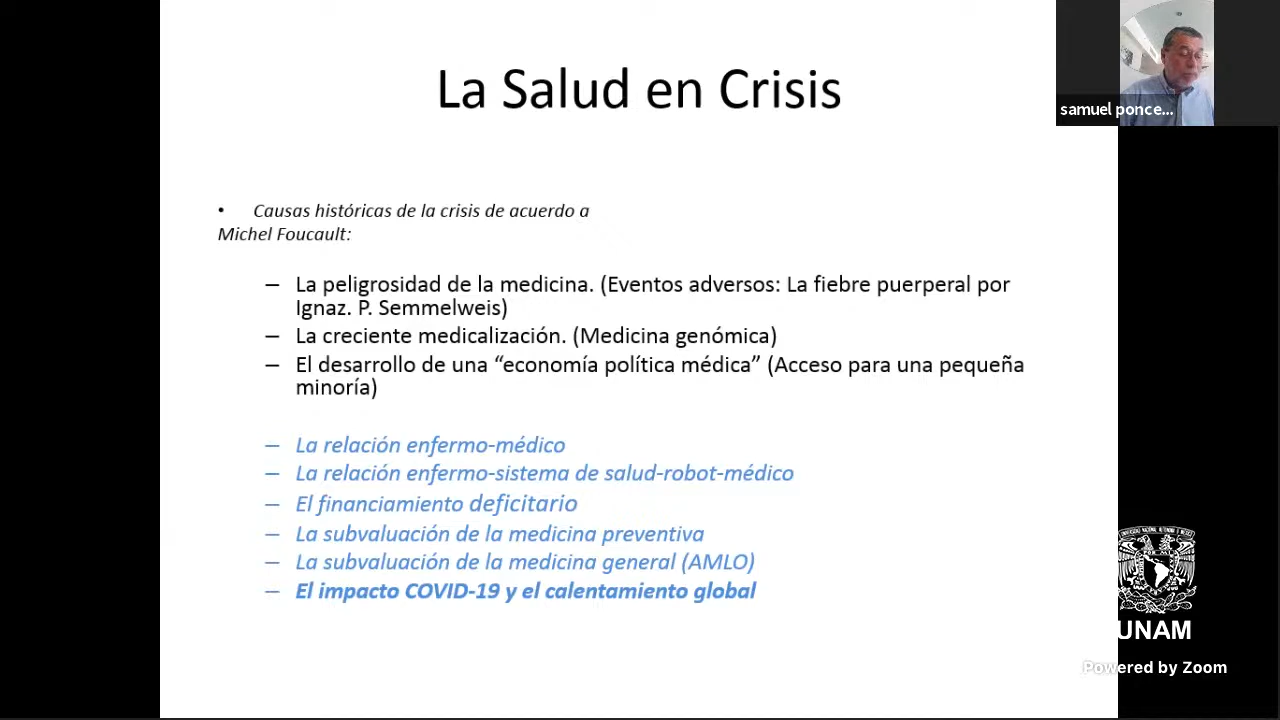 La Salud en Crisis
samuel ponce...
• Causas históricas de la crisis de acuerdo a
Michel Foucault:
– La peligrosidad de la medicina. (Eventos adversos: La fiebre puerperal por
Ignaz. P. Semmelweis)
– La creciente medicalización. (Medicina genómica)
– El desarrollo de una “economía política médica” (Acceso para una pequeña
minoría)
– La relación enfermo-médico
– La relación enfermo-sistema de salud-robot-médico
– El financiamiento deficitario
– La subvaluación de la medicina preventiva
– La subvaluación de la medicina general (AMLO)
– El impacto COVID-19 y el calentamiento global
UNAM
Powered by Zoom